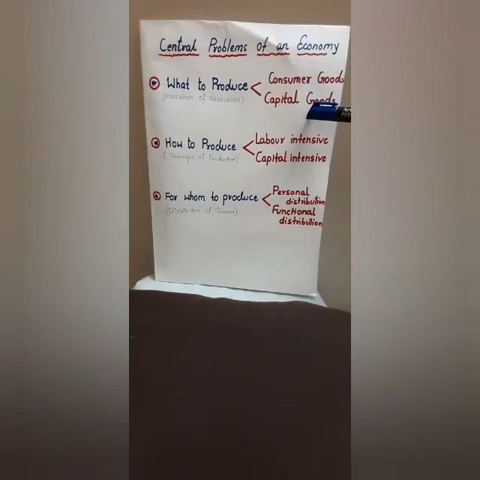 Central Problems of an Economy
What to Produce
(Allocation of Resources)
Consumer Goods
Capital Goods
How to Produce
(Technique of Production)
Labour intensive
Capital intensive
For whom to produce
(Distribution of Income)
Personal
distribution
Functional
distribution